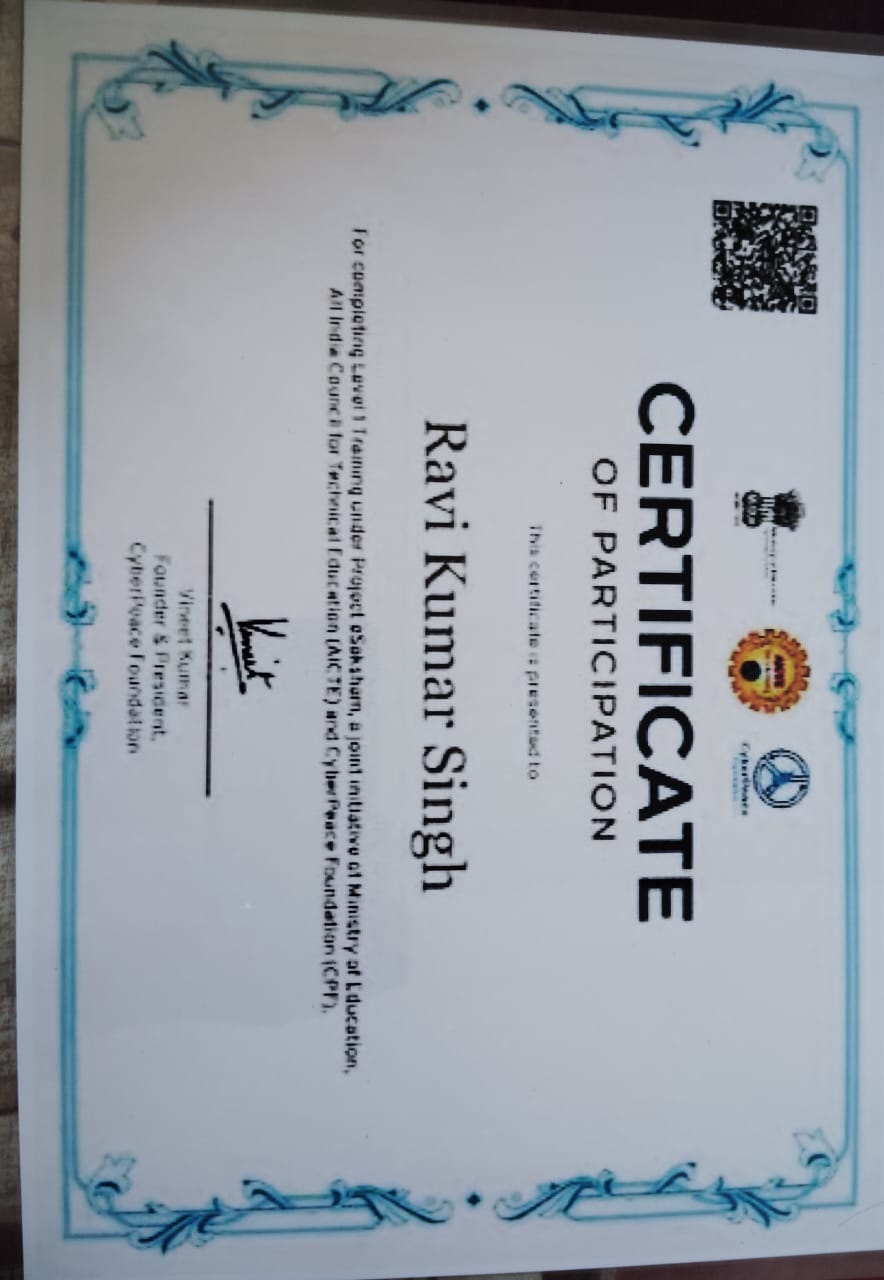 CyberPeace
CERTIFICATE
OF PARTICIPATION
This certificate is presented to
Ravi Kumar Singh
For completing Level 1 Training under Project eSaksham, a joint initiative of Ministry of Education,
All India Council for Technical Education (AICTE) and CyberPeace Foundation (CPF).
Vineet
Vineet Kumar
Founder & President,
CyberPeace Foundation